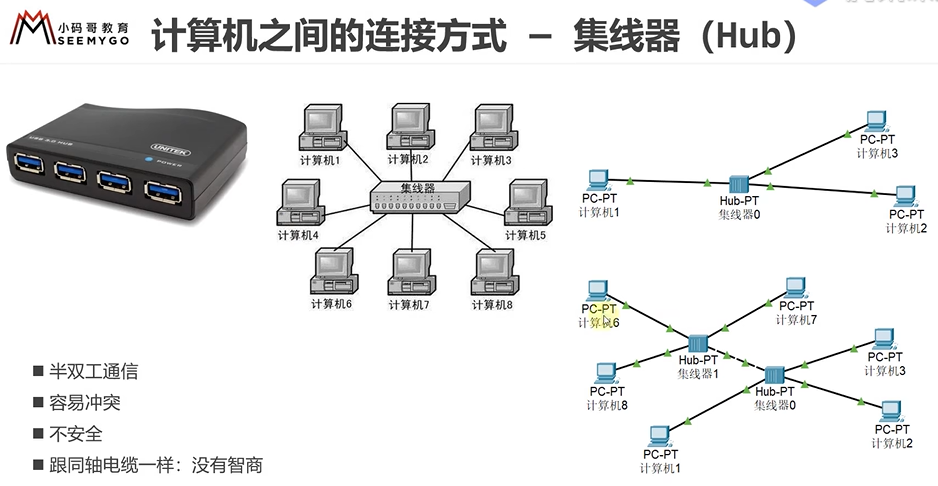 小码哥教育
SEEMYGO
计算机之间的连接方式 – 集线器（Hub）
USB 3.0 HUB
UNITEK
POWER
计算机1
计算机2
计算机3
集线器
计算机4
计算机5
计算机6
计算机7
计算机8
PC-PT
计算机3
PC-PT
计算机1
Hub-PT
集线器0
PC-PT
计算机2
PC-PT
计算机6
PC-PT
计算机7
Hub-PT
集线器1
PC-PT
计算机3
PC-PT
计算机8
Hub-PT
集线器0
PC-PT
计算机2
PC-PT
计算机1
■ 半双工通信
■ 容易冲突
■ 不安全
■ 跟同轴电缆一样：没有智商